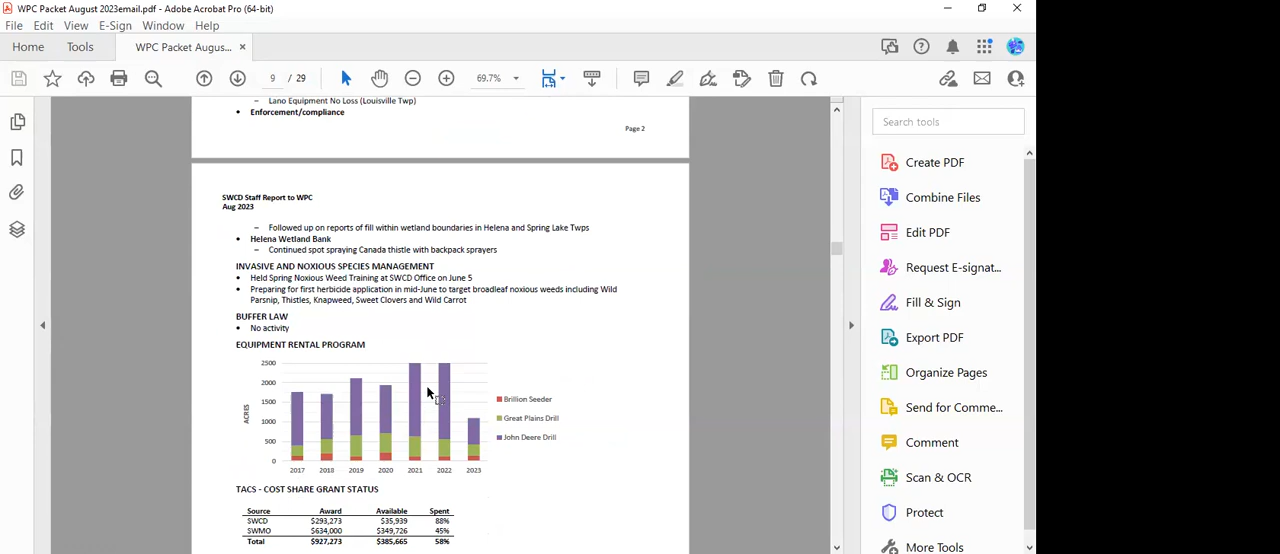 WPC Packet August 2023email.pdf - Adobe Acrobat Pro (64-bit)
File Edit View E-Sign Window Help
Home Tools WPC Packet Augus... ×
9 / 29 69.7%
– Lano Equipment No Loss (Louisville Twp)
• Enforcement/compliance
Page 2
SWCD Staff Report to WPC
Aug 2023
– Followed up on reports of fill within wetland boundaries in Helena and Spring Lake Twps
• Helena Wetland Bank
– Continued spot spraying Canada thistle with backpack sprayers
INVASIVE AND NOXIOUS SPECIES MANAGEMENT
• Held Spring Noxious Weed Training at SWCD Office on June 5
• Preparing for first herbicide application in mid-June to target broadleaf noxious weeds including Wild
Parsnip, Thistles, Knapweed, Sweet Clovers and Wild Carrot
BUFFER LAW
• No activity
EQUIPMENT RENTAL PROGRAM
2500
2000
1500
1000
500
0
ACRES
2017 2018 2019 2020 2021 2022 2023
Brillion Seeder
Great Plains Drill
John Deere Drill
TACS - COST SHARE GRANT STATUS
Source Award Available Spent
SWCD $293,273 $35,939 88%
SWMO $634,000 $349,726 45%
Total $927,273 $385,665 58%
Search tools
Create PDF
Combine Files
Edit PDF
Request E-signat...
Fill & Sign
Export PDF
Organize Pages
Send for Comme...
Comment
Scan & OCR
Protect
More Tools